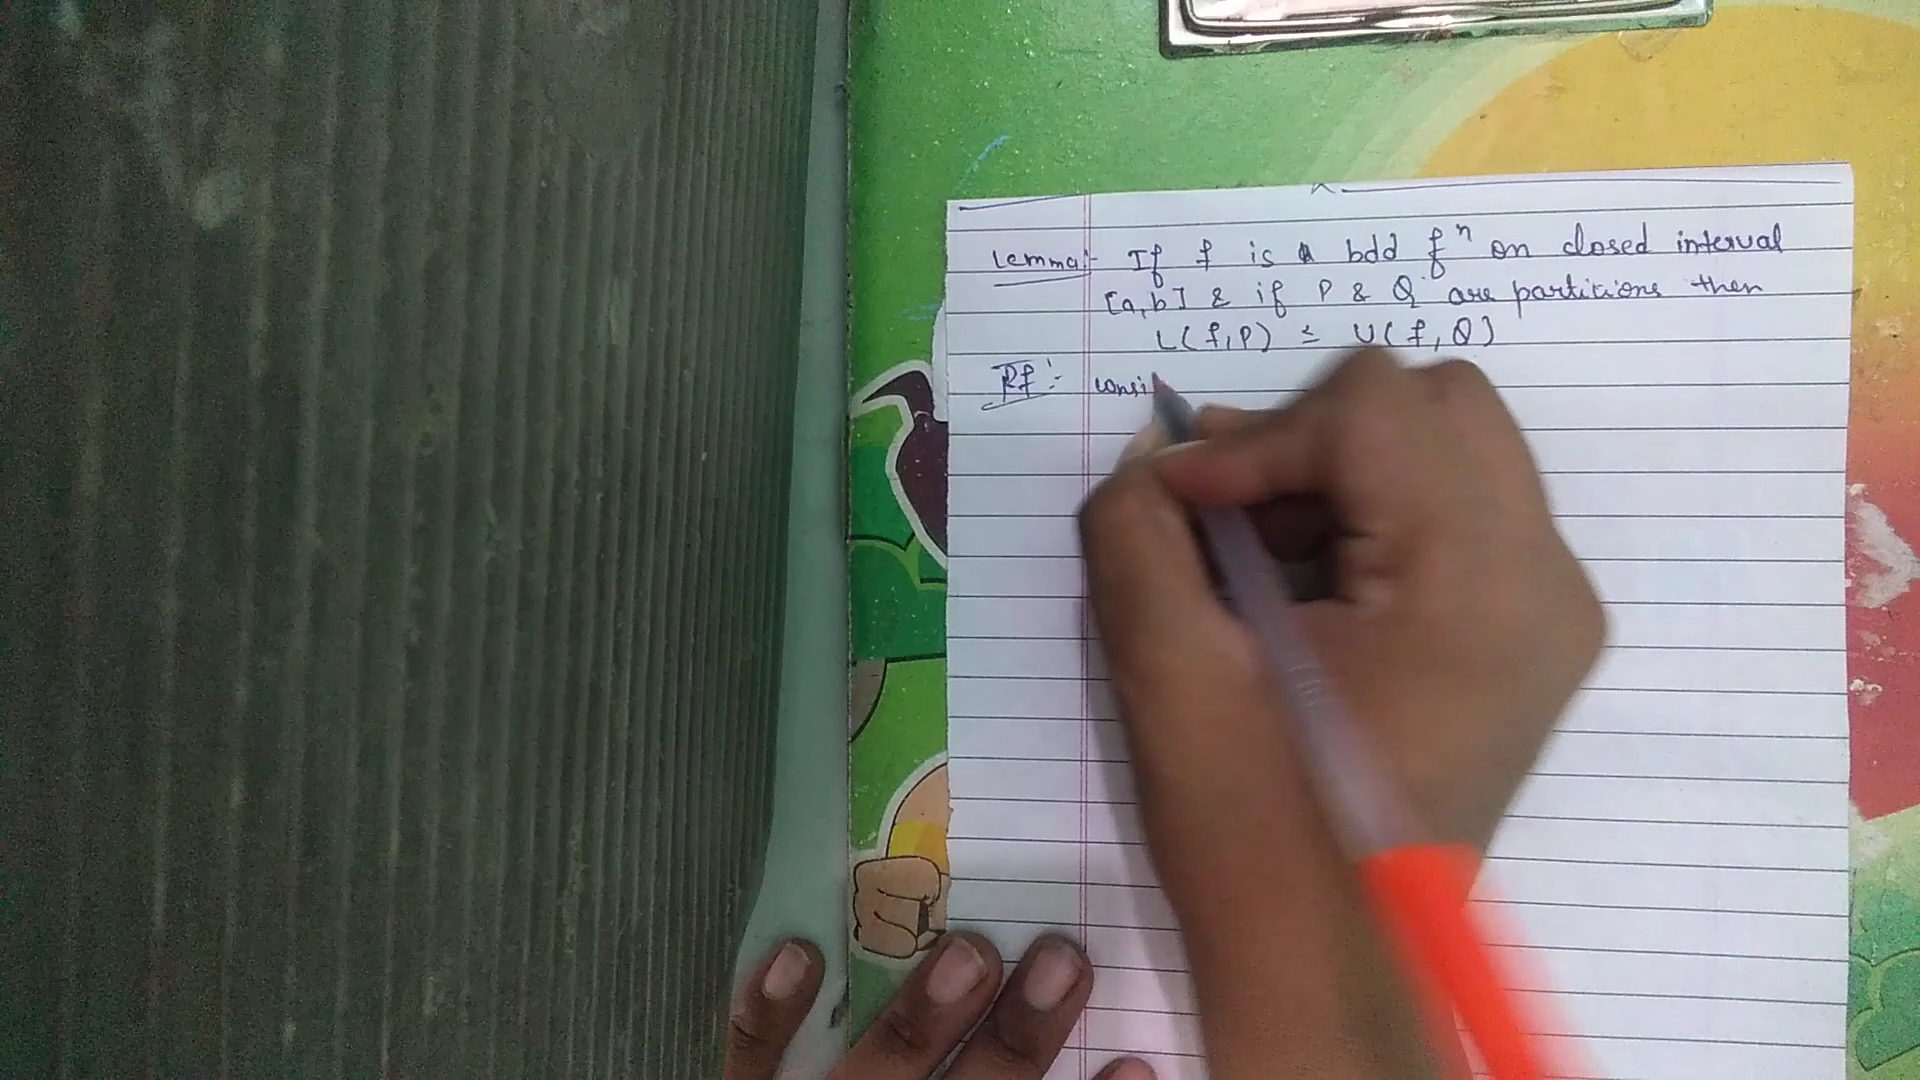 Lemma:- If f is a bdd fⁿ on closed interval
[a,b] & if P & Q are partitions then
L(f,P) ≤ U(f,Q)
Pf:- consi